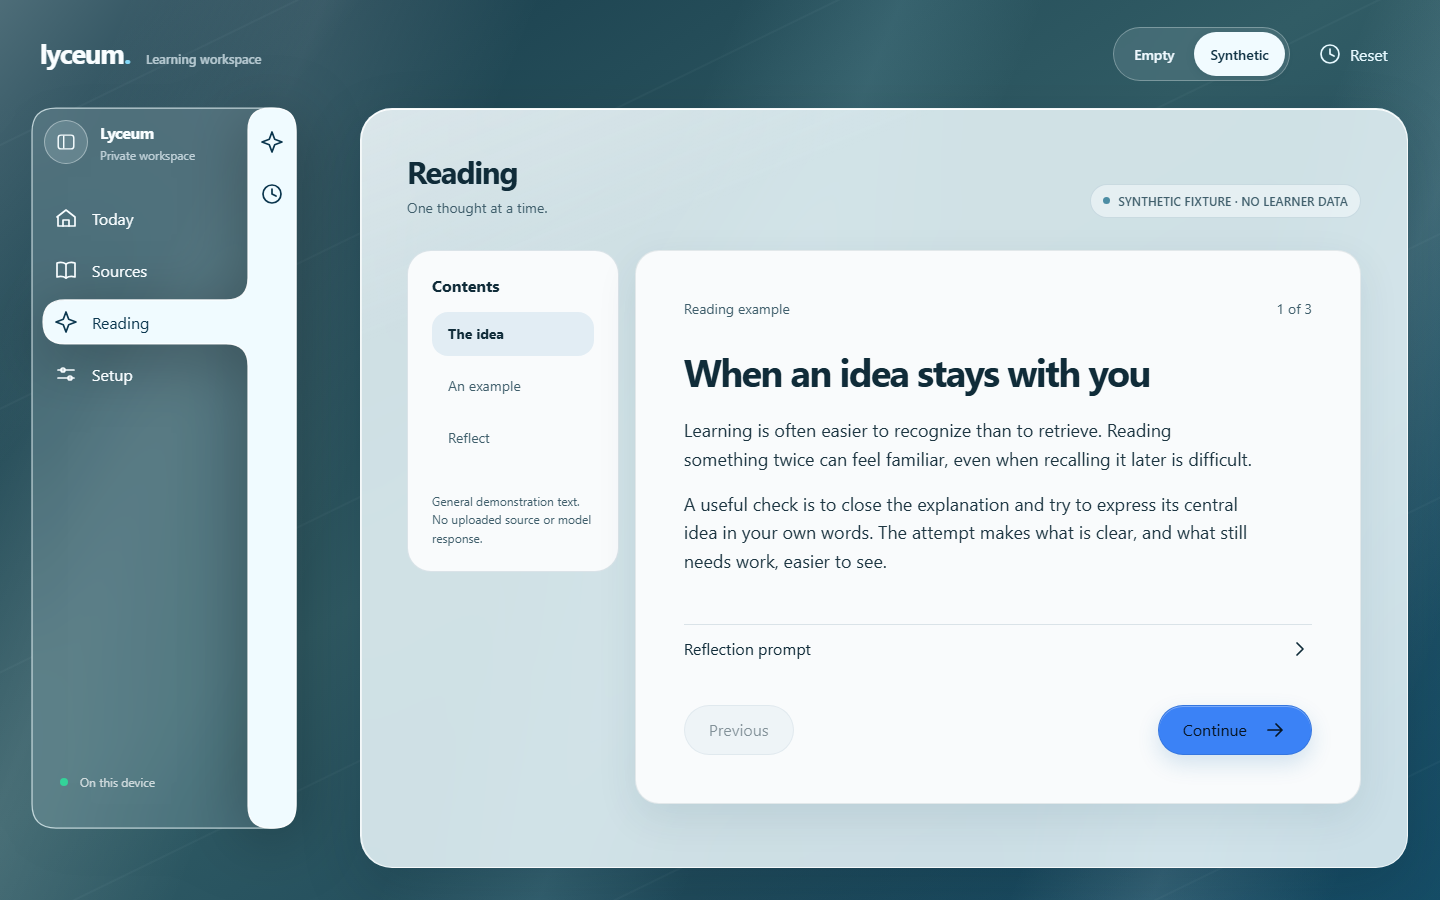 lyceum. Learning workspace
Empty Synthetic Reset
Lyceum
Private workspace
Today
Sources
Reading
Setup
On this device
Reading
One thought at a time.
SYNTHETIC FIXTURE · NO LEARNER DATA
Contents
The idea
An example
Reflect
General demonstration text.
No uploaded source or model
response.
Reading example 1 of 3
When an idea stays with you
Learning is often easier to recognize than to retrieve. Reading
something twice can feel familiar, even when recalling it later is difficult.
A useful check is to close the explanation and try to express its central
idea in your own words. The attempt makes what is clear, and what still
needs work, easier to see.
Reflection prompt
Previous Continue